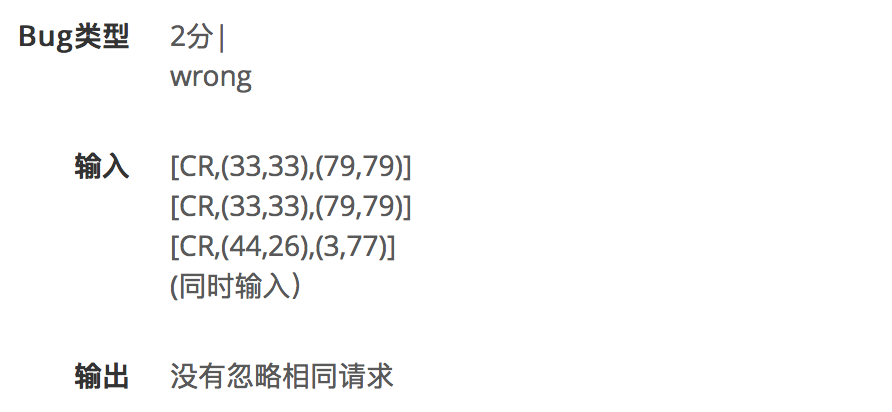 Bug类型 2分|
wrong
输入 [CR,(33,33),(79,79)]
[CR,(33,33),(79,79)]
[CR,(44,26),(3,77)]
(同时输入）
输出 没有忽略相同请求